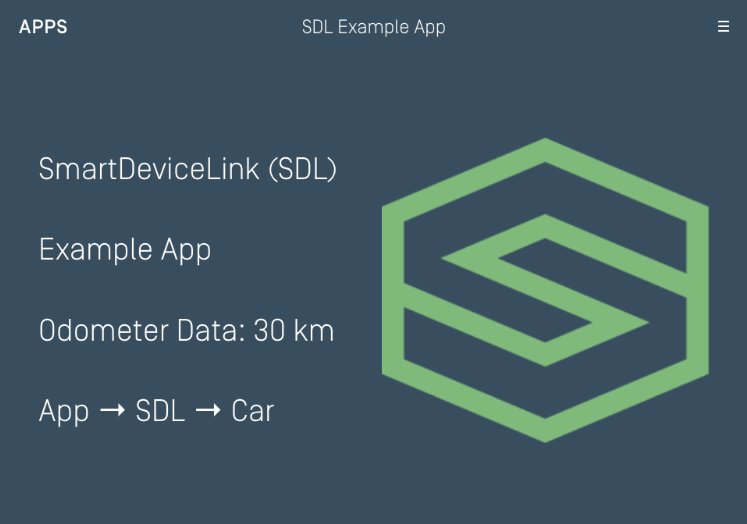 APPS
SDL Example App
SmartDeviceLink (SDL)
Example App
Odometer Data: 30 km
App → SDL → Car